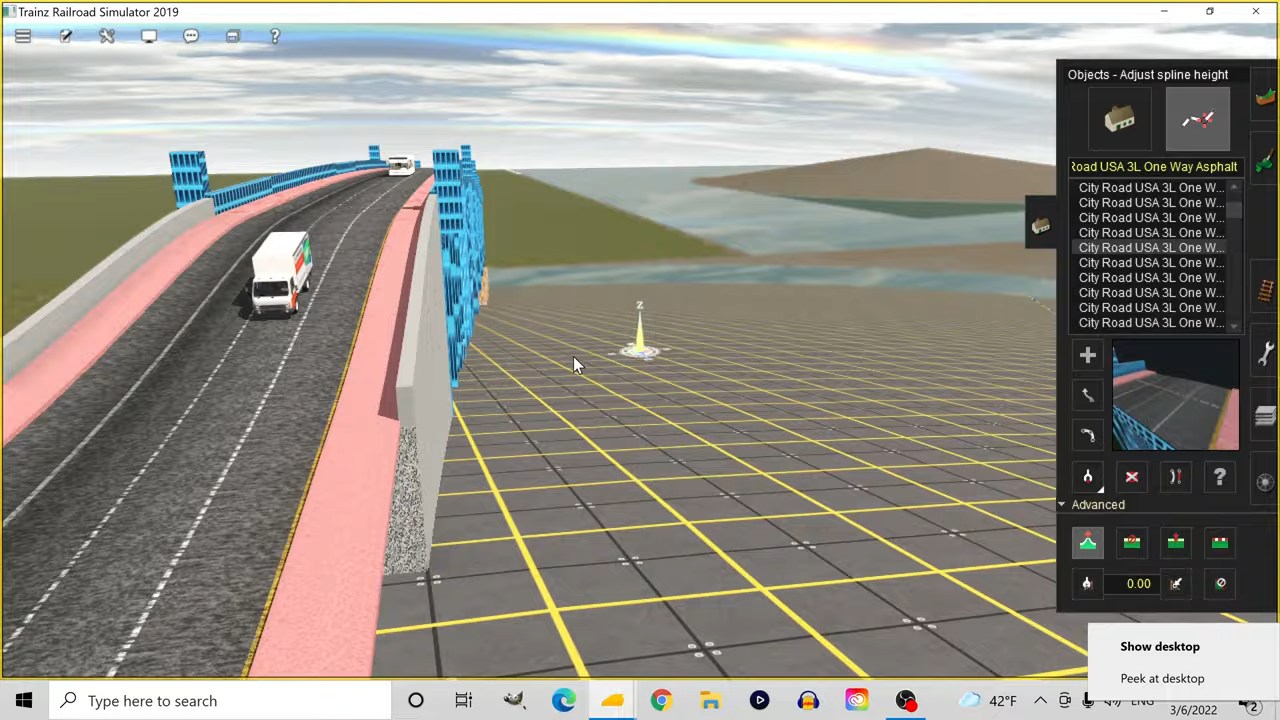 Trainz Railroad Simulator 2019
Objects - Adjust spline height
Road USA 3L One Way Asphalt
City Road USA 3L One W...
City Road USA 3L One W...
City Road USA 3L One W...
City Road USA 3L One W...
City Road USA 3L One W...
City Road USA 3L One W...
City Road USA 3L One W...
City Road USA 3L One W...
City Road USA 3L One W...
City Road USA 3L One W...
Z
Advanced
0.00
Show desktop
Peek at desktop
Type here to search
42°F
ENG
3/6/2022
2